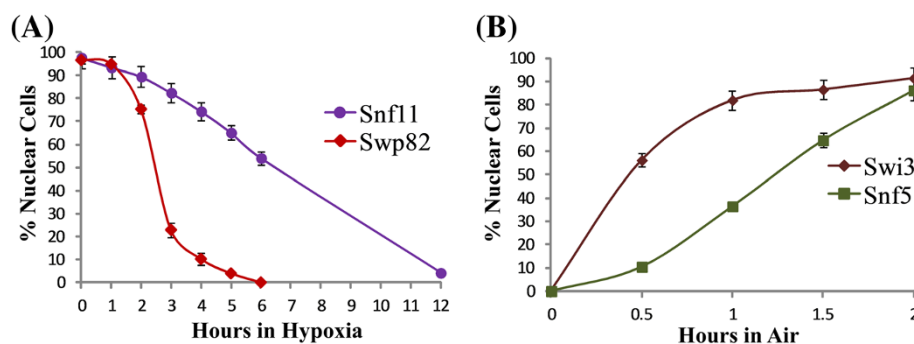 (A)
100
90
80
70
60
50
40
30
20
10
0
% Nuclear Cells
Snf11
Swp82
0 1 2 3 4 5 6 7 8 9 10 11 12
Hours in Hypoxia
(B)
100
90
80
70
60
50
40
30
20
10
0
% Nuclear Cells
Swi3
Snf5
0 0.5 1 1.5 2
Hours in Air